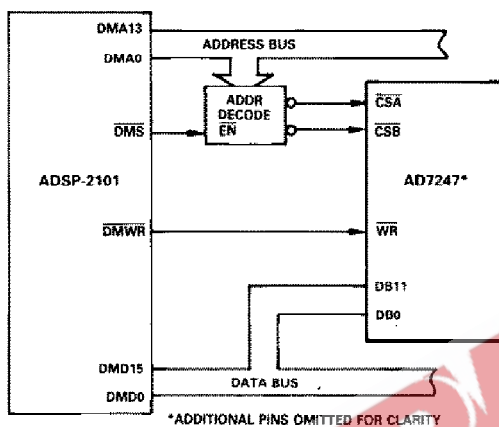 DMA13
ADDRESS BUS
DMA0
ADDR
DECODE
EN
CSA
CSB
DMS
ADSP-2101
AD7247*
DMWR
WR
DB11
DB0
DMD15
DATA BUS
DMD0
*ADDITIONAL PINS OMITTED FOR CLARITY